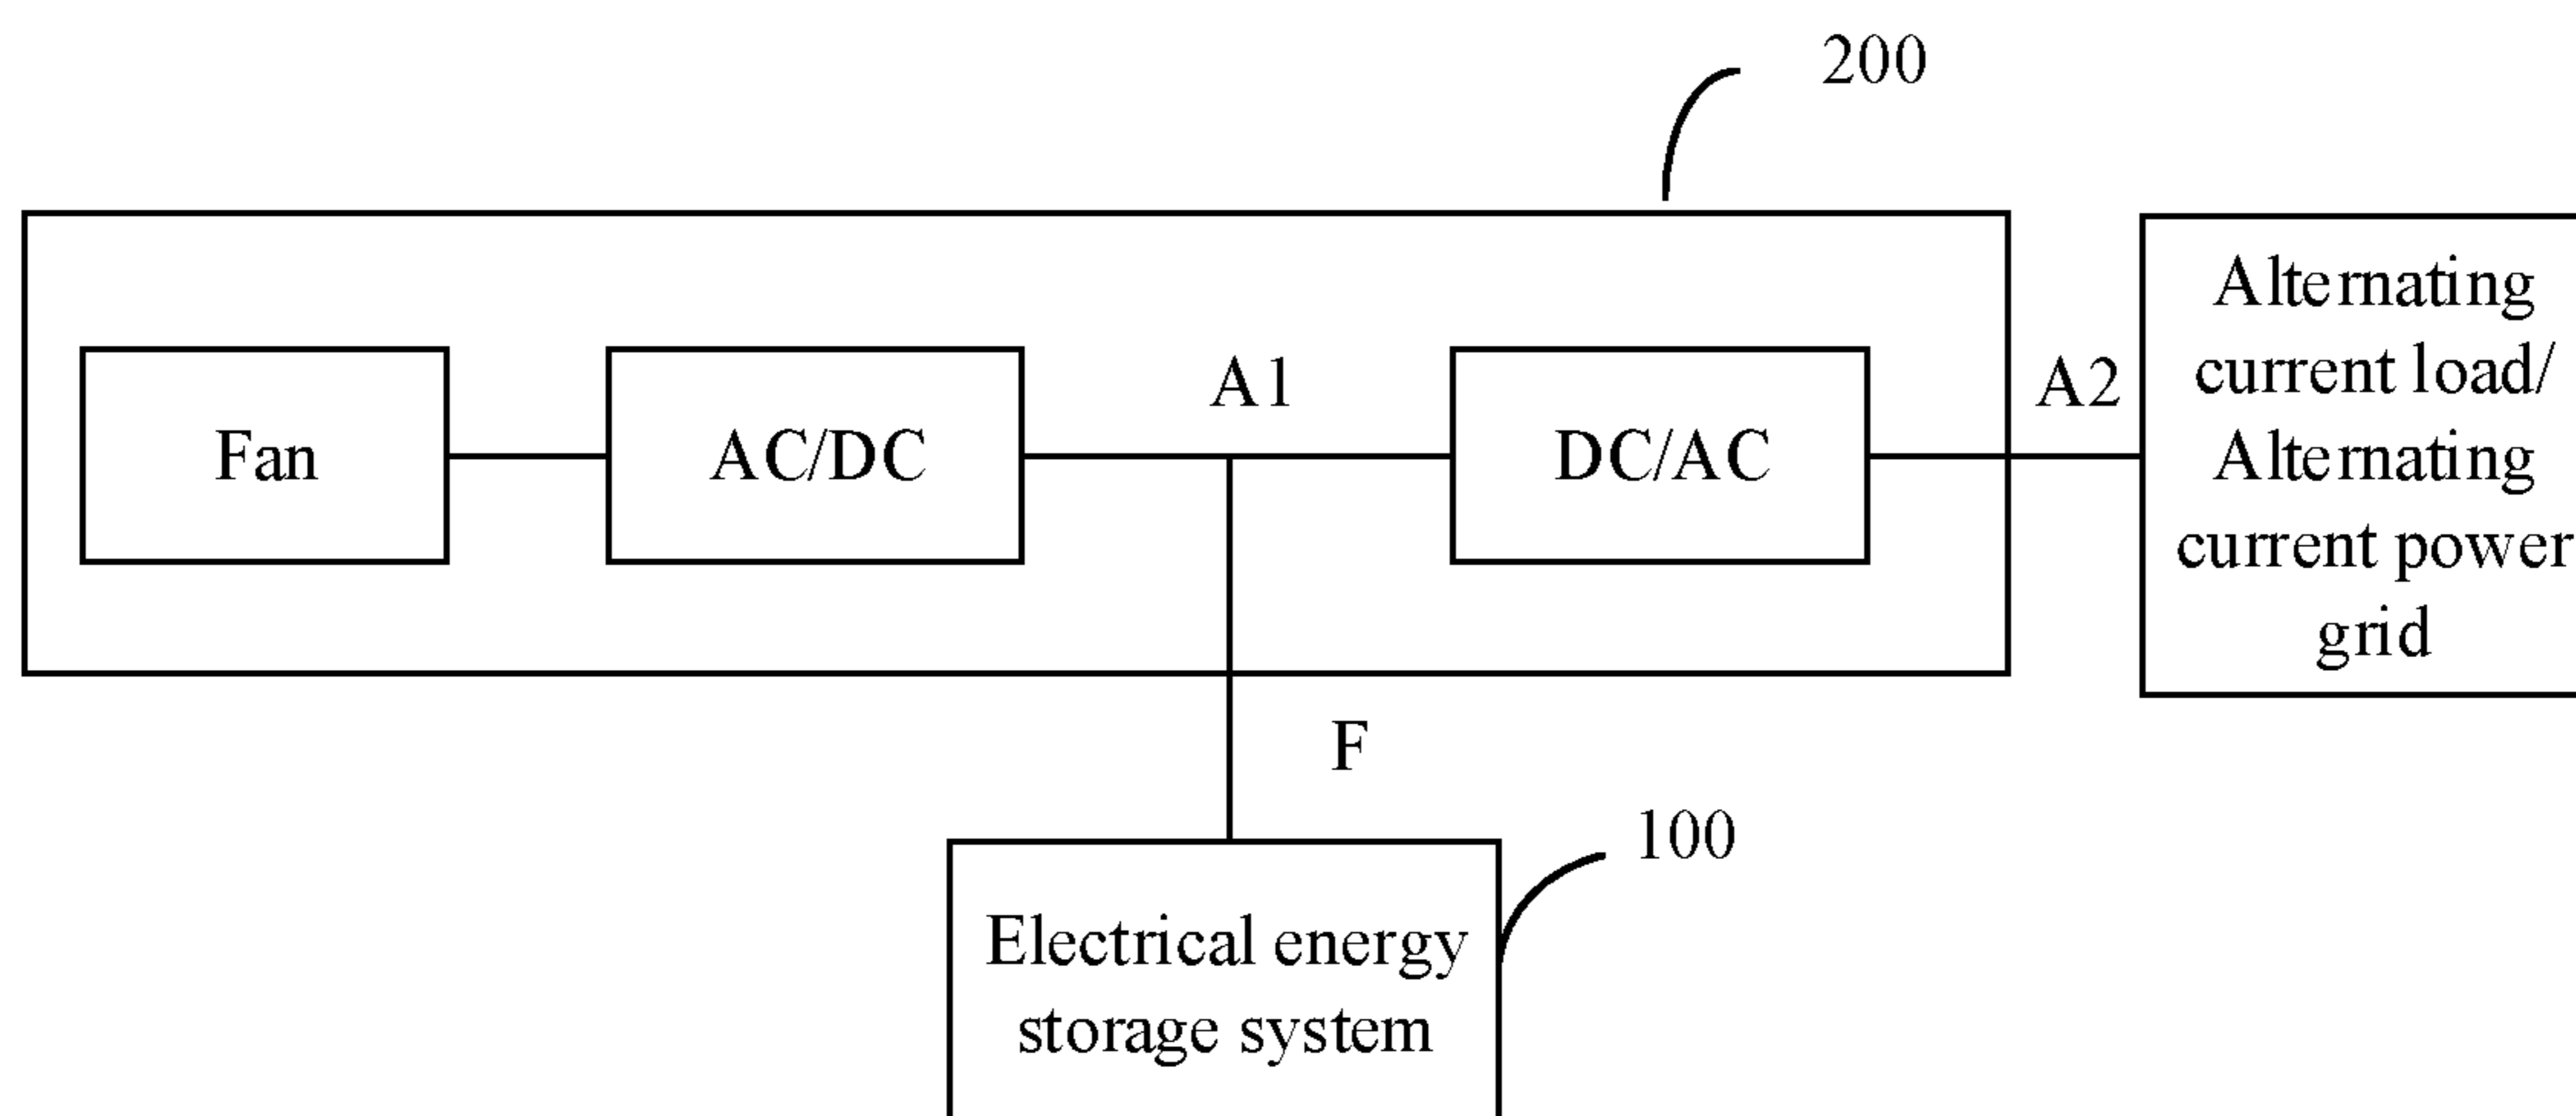 200
Fan
AC/DC
A1
DC/AC
A2
Alternating
current load/
Alternating
current power
grid
F
100
Electrical energy
storage system